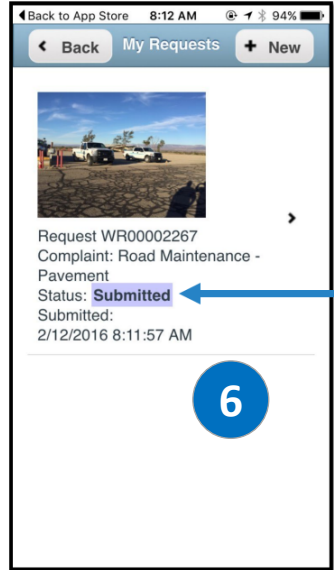 Back to App Store 8:12 AM 94%
Back My Requests + New
Request WR00002267
Complaint: Road Maintenance -
Pavement
Status: Submitted
Submitted:
2/12/2016 8:11:57 AM
6